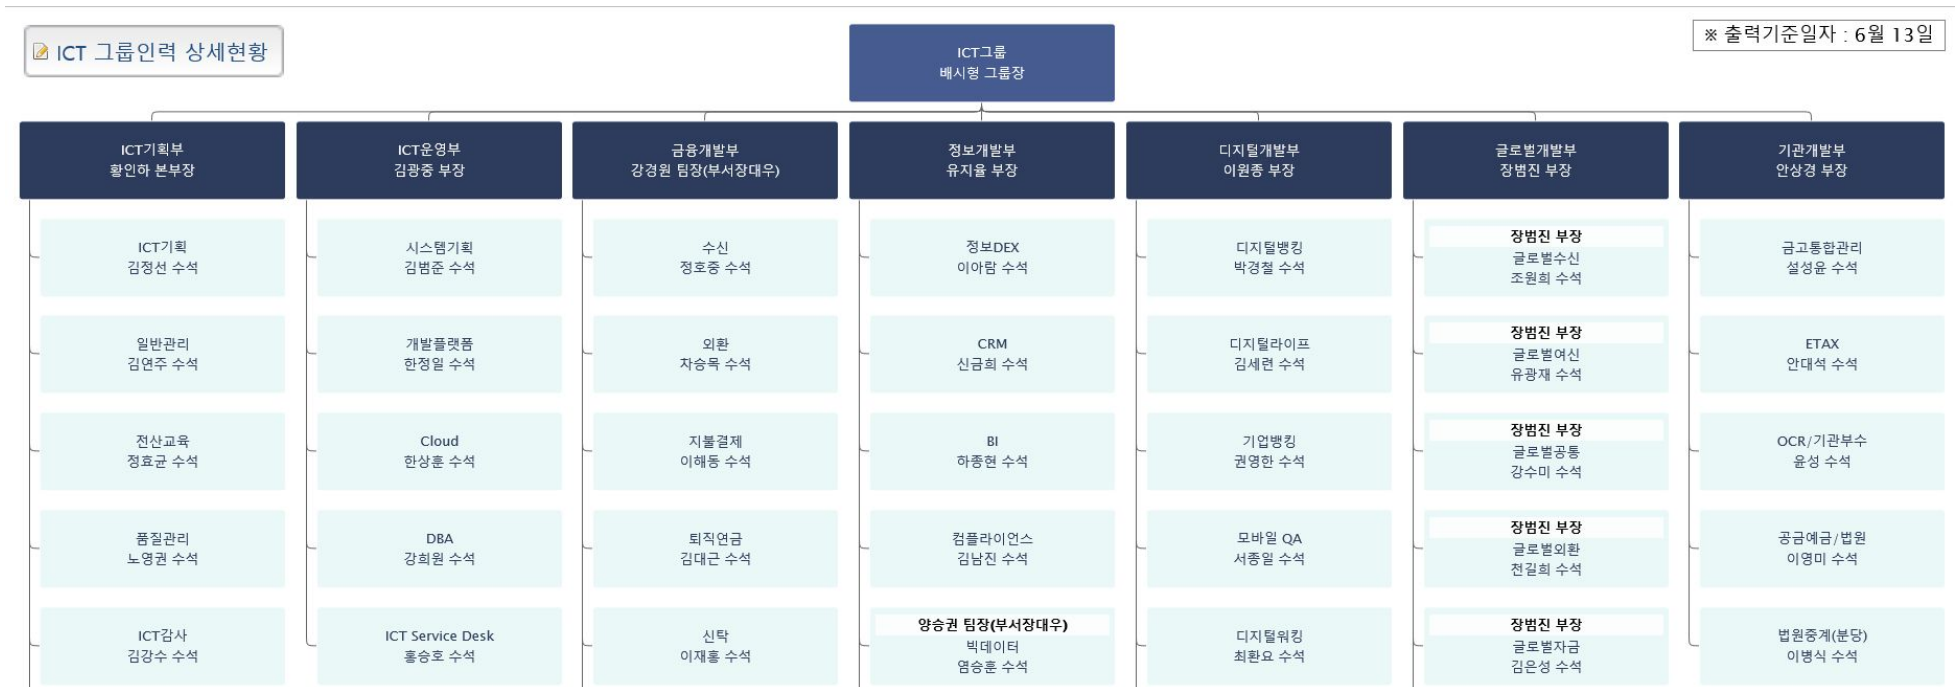 ICT 그룹인력 상세현황
※ 출력기준일자 : 6월 13일
ICT그룹
배시형 그룹장
ICT기획부
황인하 본부장
ICT운영부
김광중 부장
금융개발부
강경원 팀장(부서장대우)
정보개발부
유지율 부장
디지털개발부
이원종 부장
글로벌개발부
장범진 부장
기관개발부
안상경 부장
ICT기획
김정선 수석
시스템기획
김범준 수석
수신
정호중 수석
정보DEX
이아람 수석
디지털뱅킹
박경철 수석
장범진 부장
글로벌수신
조원희 수석
금고통합관리
설성윤 수석
일반관리
김연주 수석
개발플랫폼
한정일 수석
외환
차승목 수석
CRM
신금희 수석
디지털라이프
김세련 수석
장범진 부장
글로벌여신
유광재 수석
ETAX
안대석 수석
전산교육
정효균 수석
Cloud
한상훈 수석
지불결제
이해동 수석
BI
하종현 수석
기업뱅킹
권영한 수석
장범진 부장
글로벌공통
강수미 수석
OCR/기관부수
윤성 수석
품질관리
노영권 수석
DBA
강희원 수석
퇴직연금
김대근 수석
컴플라이언스
김남진 수석
모바일 QA
서종일 수석
장범진 부장
글로벌외환
천길희 수석
공금예금/법원
이영미 수석
ICT감사
김강수 수석
ICT Service Desk
홍승호 수석
신탁
이재홍 수석
양승권 팀장(부서장대우)
빅데이터
염승훈 수석
디지털워킹
최환요 수석
장범진 부장
글로벌자금
김은성 수석
법원중계(분당)
이병식 수석